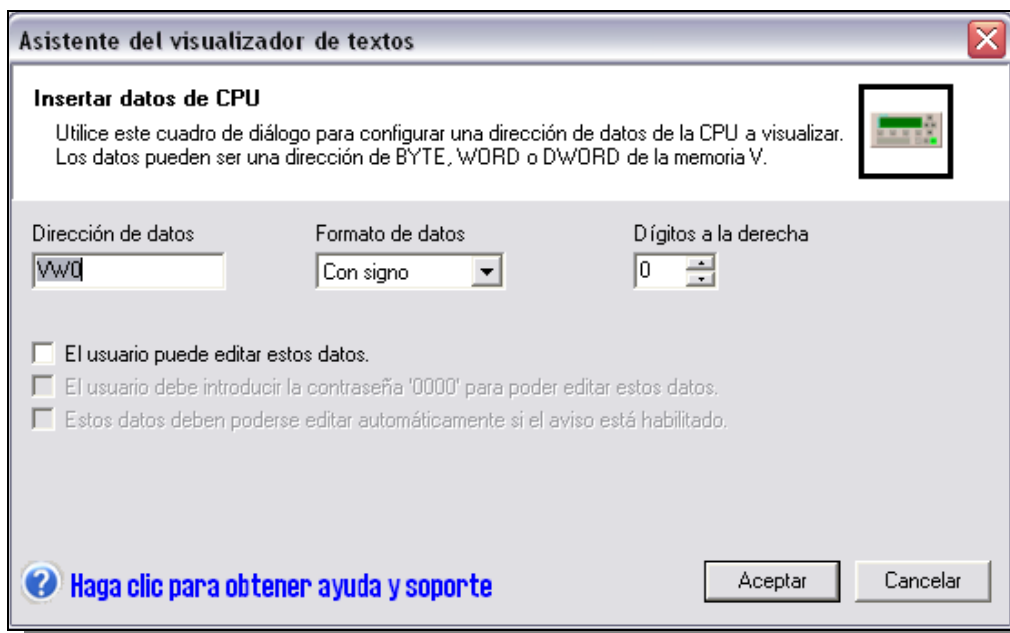 Asistente del visualizador de textos
Insertar datos de CPU
Utilice este cuadro de diálogo para configurar una dirección de datos de la CPU a visualizar.
Los datos pueden ser una dirección de BYTE, WORD o DWORD de la memoria V.
Dirección de datos Formato de datos Dígitos a la derecha
VW0 Con signo 0
El usuario puede editar estos datos.
El usuario debe introducir la contraseña '0000' para poder editar estos datos.
Estos datos deben poderse editar automáticamente si el aviso está habilitado.
Haga clic para obtener ayuda y soporte Aceptar Cancelar